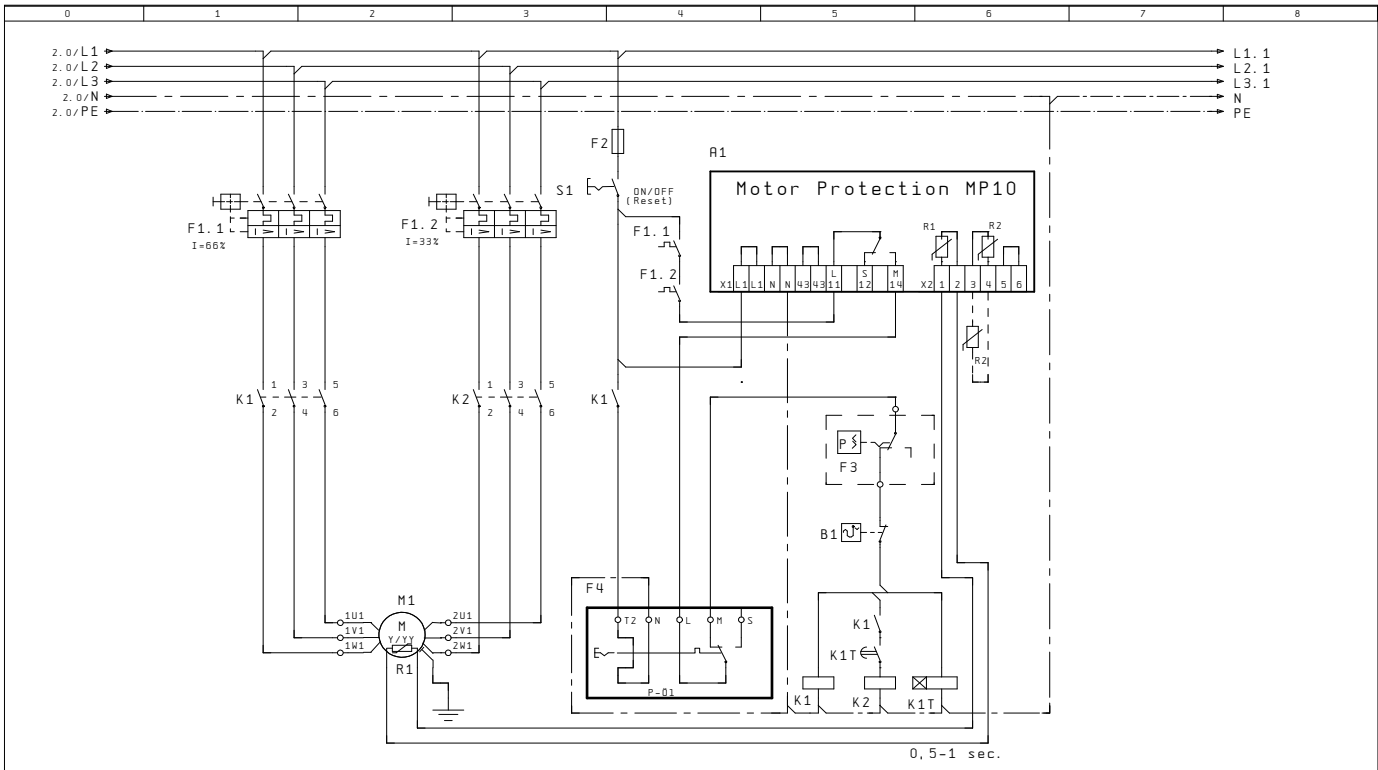 0 1 2 3 4 5 6 7 8
2.0/L1 L1.1
2.0/L2 L2.1
2.0/L3 L3.1
2.0/N N
2.0/PE PE
F2
A1
Motor Protection MP10
S1 ON/OFF
(Reset)
F1.1
I=66%
F1.2
I=33%
I> I> I>
I> I> I>
F1.1
F1.2
R1 R2
L S M
X1 L1 L1 N N 43 43 11 12 14 X2 1 2 3 4 5 6
R2
K1 1 3 5
2 4 6
K2 1 3 5
2 4 6
K1
P
F3
B1
F4
T2 N L M S
P-01
M1
M
Y/YY
R1
1U1 2U1
1V1 2V1
1W1 2W1
K1
K1T
K1 K2 K1T
0,5-1 sec.